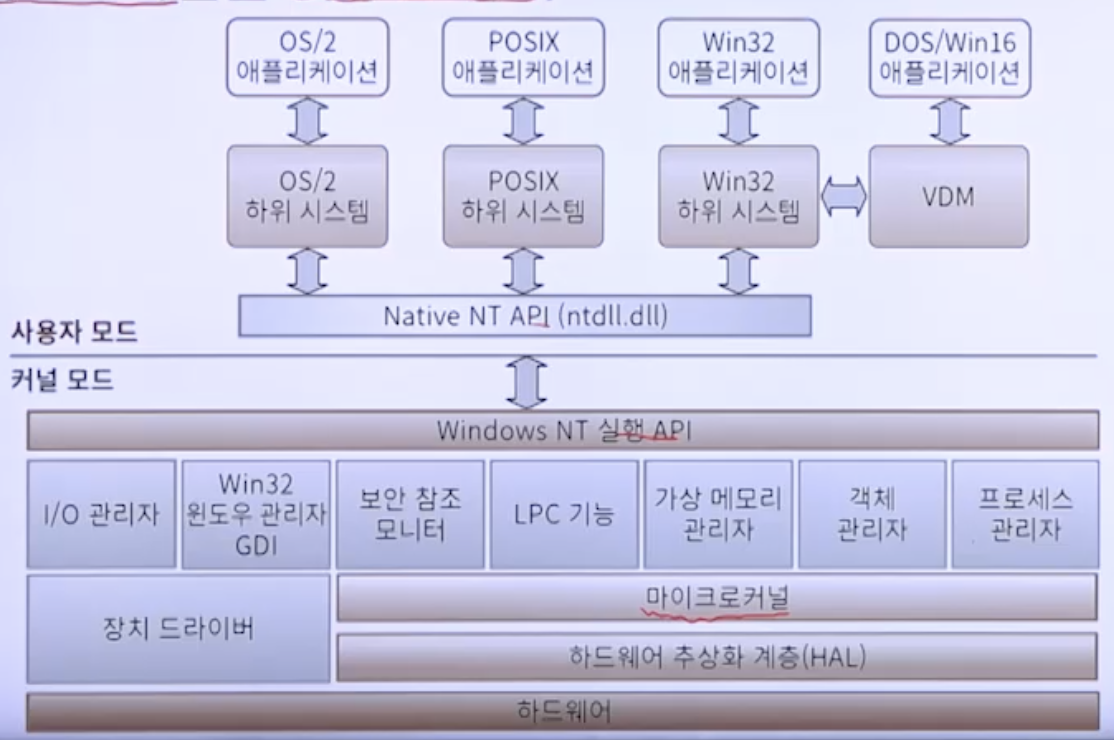 OS/2
애플리케이션
POSIX
애플리케이션
Win32
애플리케이션
DOS/Win16
애플리케이션
OS/2
하위 시스템
POSIX
하위 시스템
Win32
하위 시스템
VDM
Native NT API (ntdll.dll)
사용자 모드
커널 모드
Windows NT 실행 API
I/O 관리자
Win32
윈도우 관리자
GDI
보안 참조
모니터
LPC 기능
가상 메모리
관리자
객체
관리자
프로세스
관리자
장치 드라이버
마이크로커널
하드웨어 추상화 계층(HAL)
하드웨어